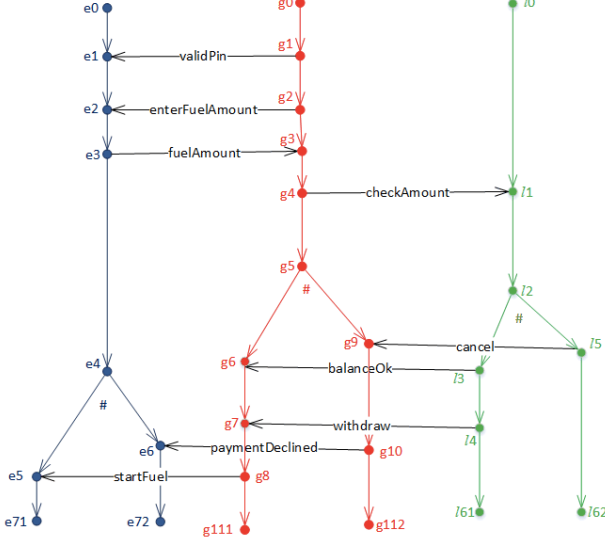 e0 g0 l0
g1
e1 validPin
g2
e2 enterFuelAmount
g3
e3 fuelAmount
g4 checkAmount l1
g5 l2
# #
g9 cancel l5
e4 g6 balanceOk l3
# g7 withdraw l4
e6 paymentDeclined g10
e5 startFuel g8
e71 e72 g111 g112 l61 l62